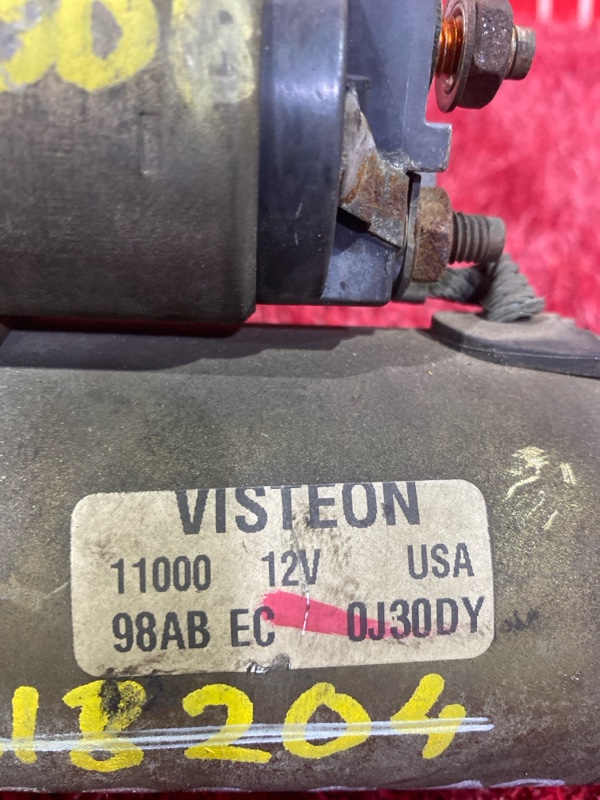 VISTEON
11000 12V USA
98AB EC 0J30DY
18204